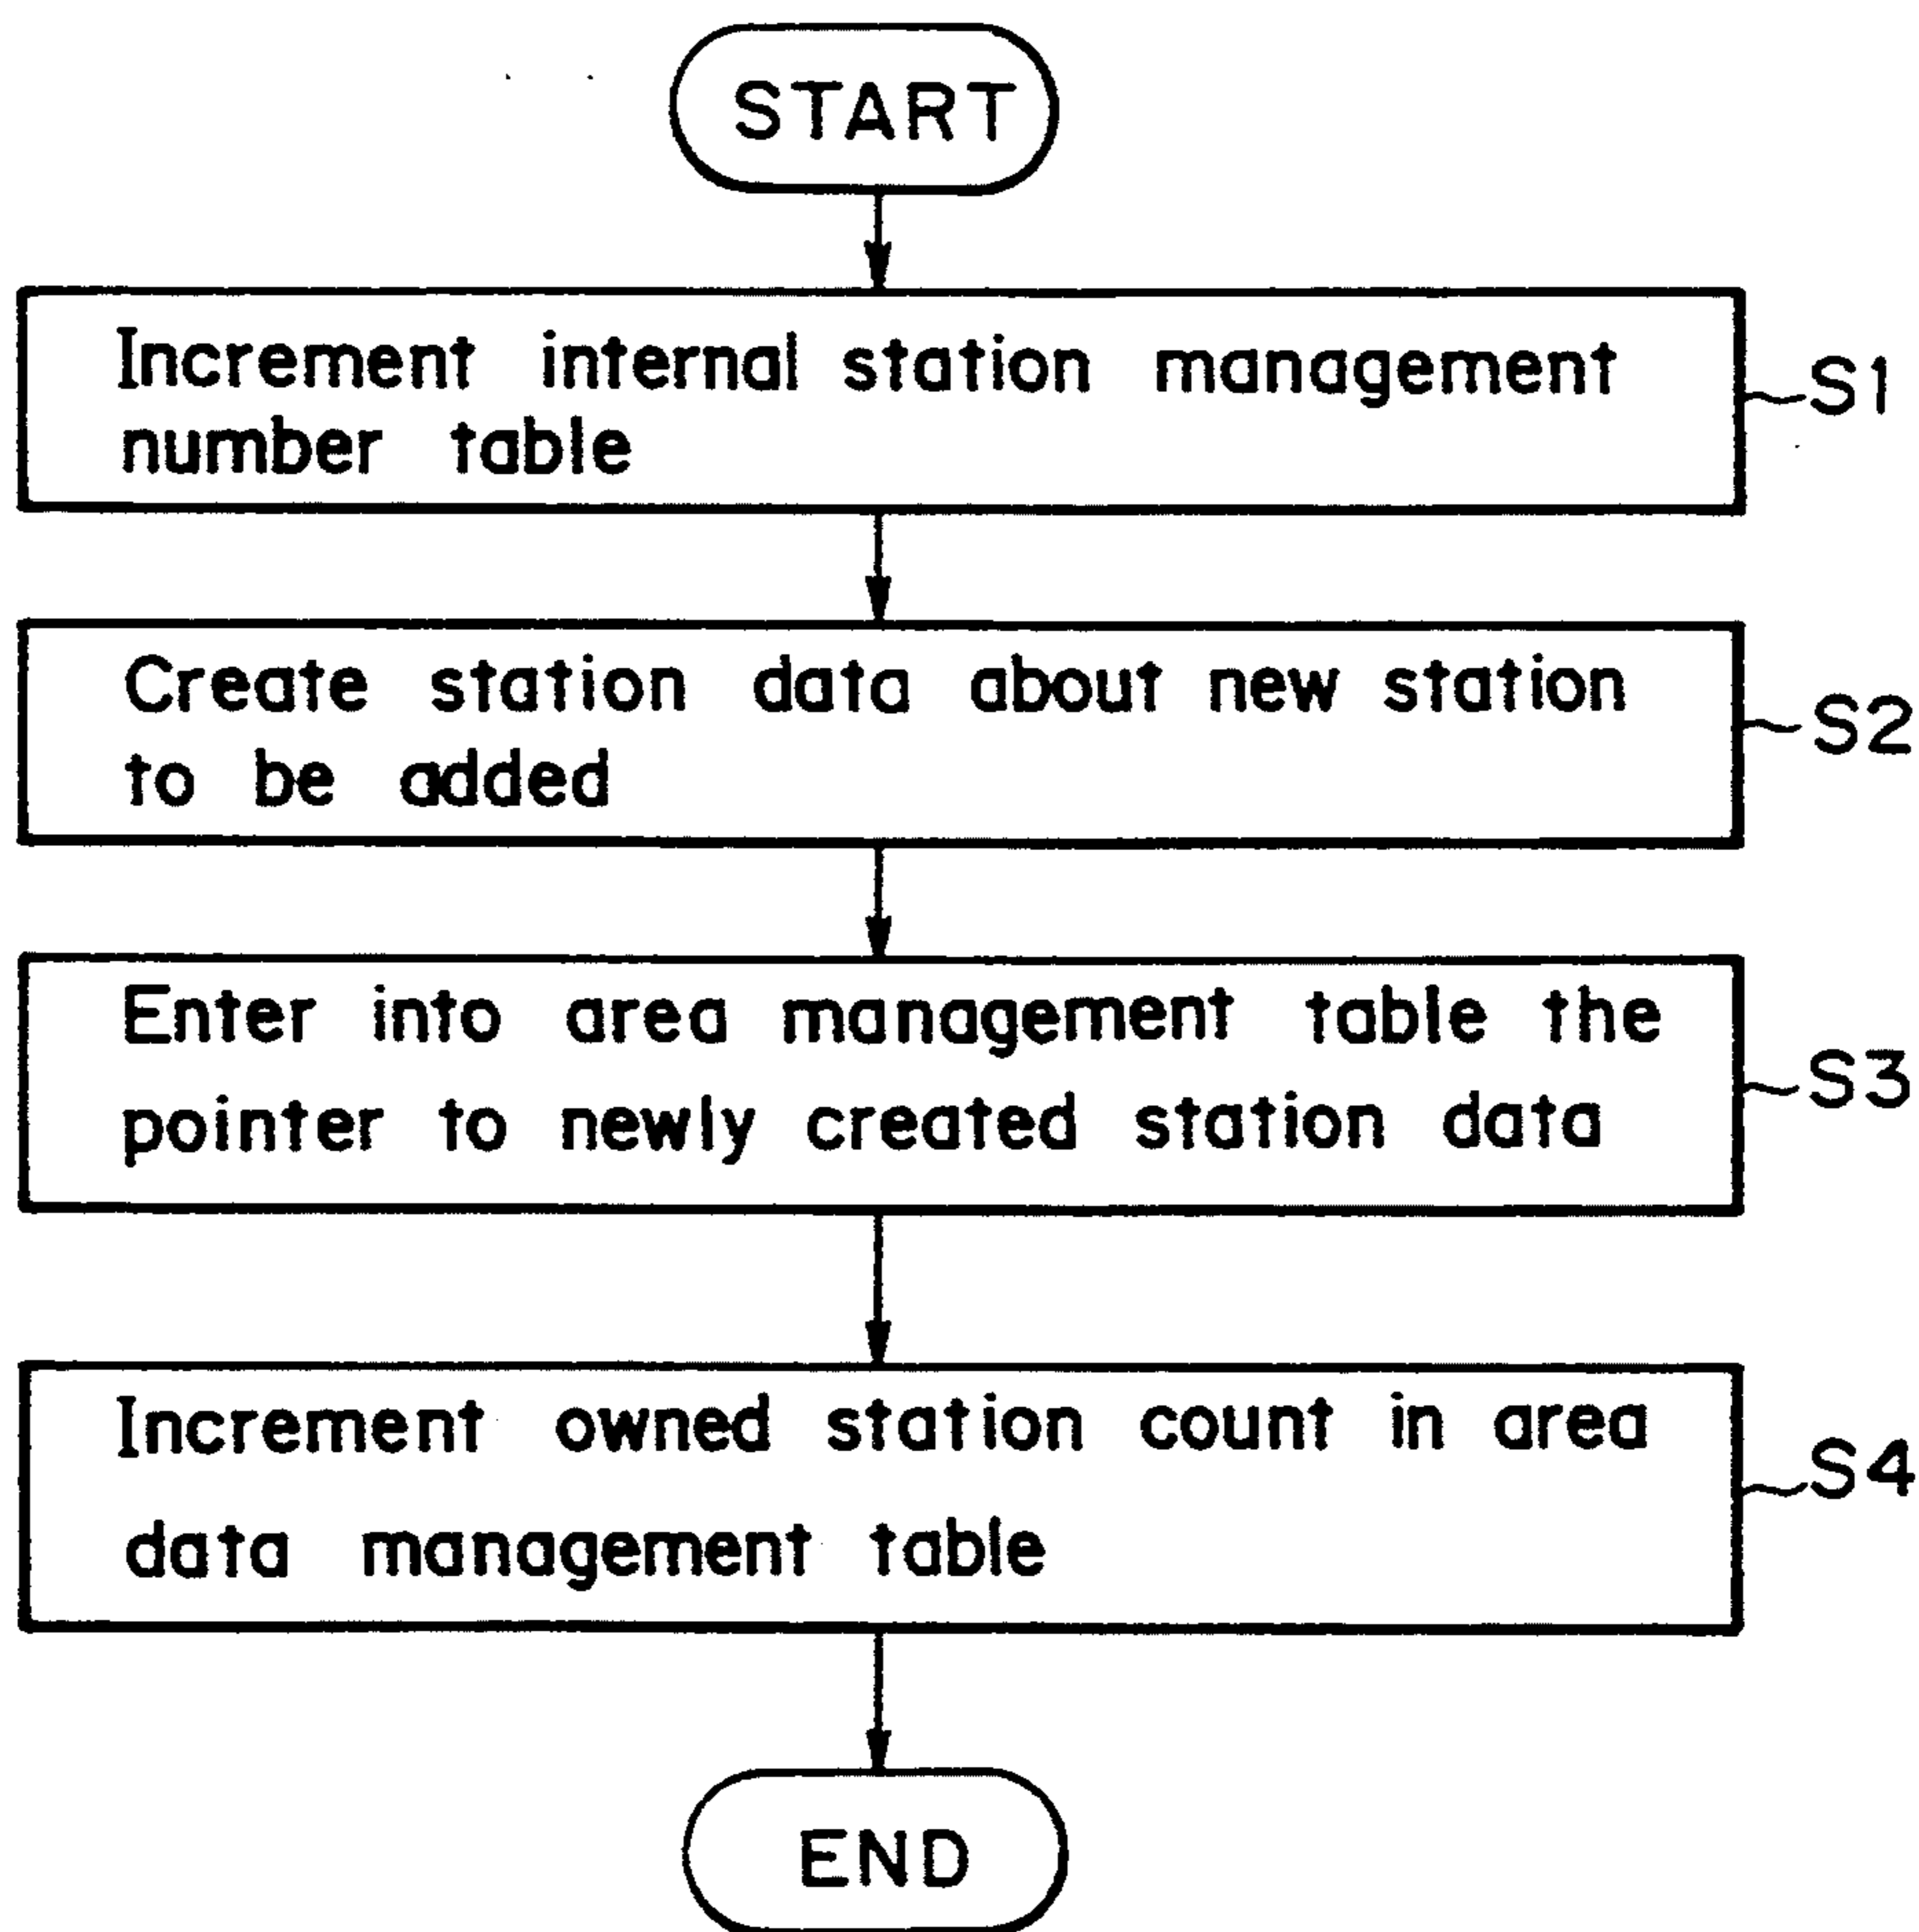 START
Increment internal station management
number table
S1
Create station data about new station
to be added
S2
Enter into area management table the
pointer to newly created station data
S3
Increment owned station count in area
data management table
S4
END